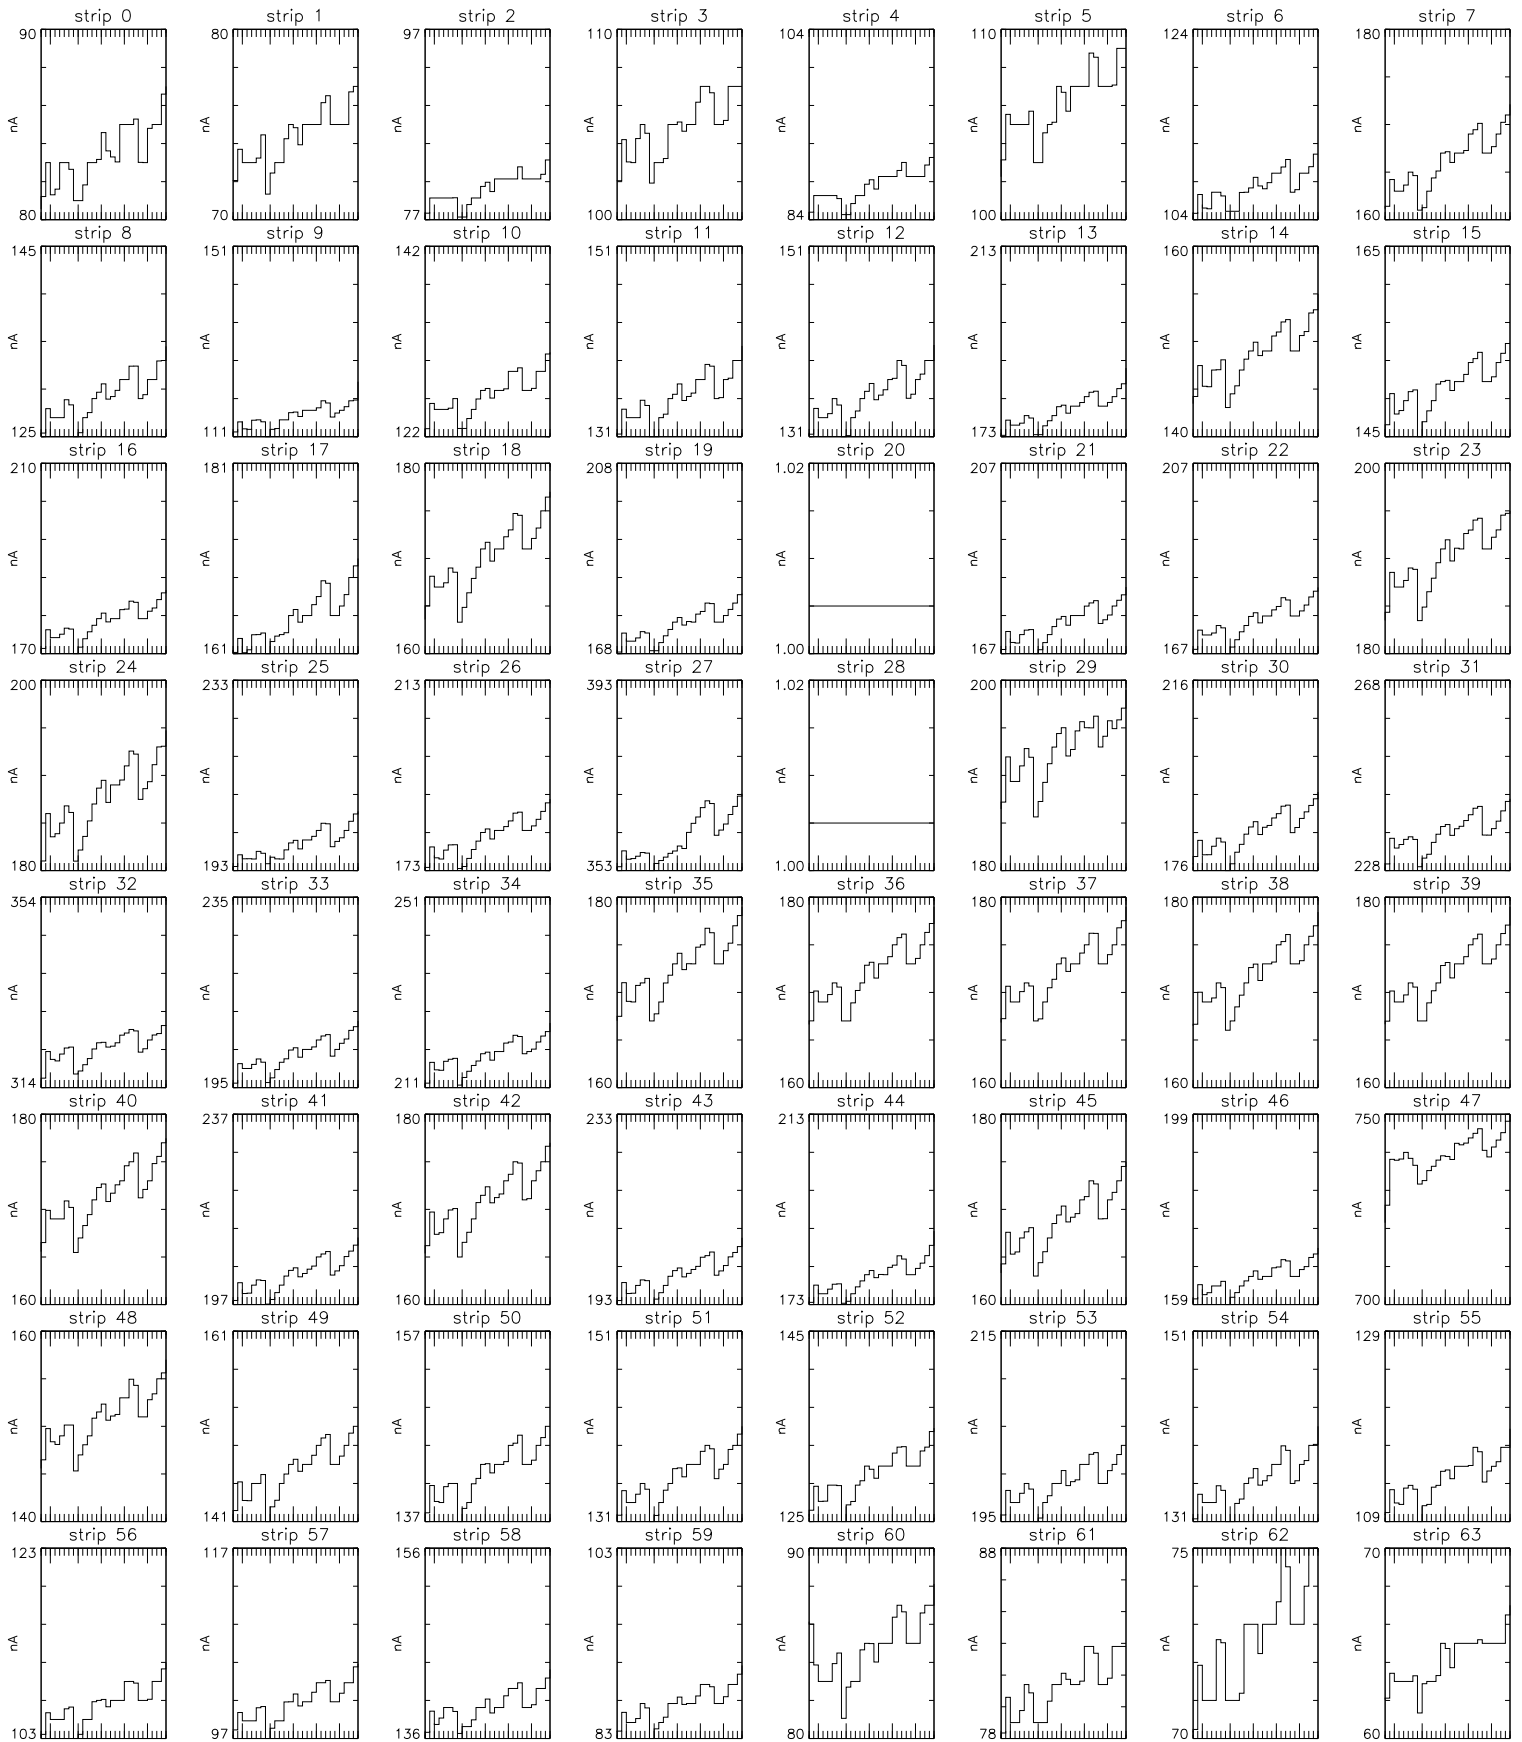 strip 0 strip 1 strip 2 strip 3 strip 4 strip 5 strip 6 strip 7
90 80 97 110 104 110 124 180
nA nA nA nA nA nA nA nA
80 70 77 100 84 100 104 160
strip 8 strip 9 strip 10 strip 11 strip 12 strip 13 strip 14 strip 15
145 151 142 151 151 213 160 165
nA nA nA nA nA nA nA nA
125 111 122 131 131 173 140 145
strip 16 strip 17 strip 18 strip 19 strip 20 strip 21 strip 22 strip 23
210 181 180 208 1.02 207 207 200
nA nA nA nA nA nA nA nA
170 161 160 168 1.00 167 167 180
strip 24 strip 25 strip 26 strip 27 strip 28 strip 29 strip 30 strip 31
200 233 213 393 1.02 200 216 268
nA nA nA nA nA nA nA nA
180 193 173 353 1.00 180 176 228
strip 32 strip 33 strip 34 strip 35 strip 36 strip 37 strip 38 strip 39
354 235 251 180 180 180 180 180
nA nA nA nA nA nA nA nA
314 195 211 160 160 160 160 160
strip 40 strip 41 strip 42 strip 43 strip 44 strip 45 strip 46 strip 47
180 237 180 233 213 180 199 750
nA nA nA nA nA nA nA nA
160 197 160 193 173 160 159 700
strip 48 strip 49 strip 50 strip 51 strip 52 strip 53 strip 54 strip 55
160 161 157 151 145 215 151 129
nA nA nA nA nA nA nA nA
140 141 137 131 125 195 131 109
strip 56 strip 57 strip 58 strip 59 strip 60 strip 61 strip 62 strip 63
123 117 156 103 90 88 75 70
nA nA nA nA nA nA nA nA
103 97 136 83 80 78 70 60